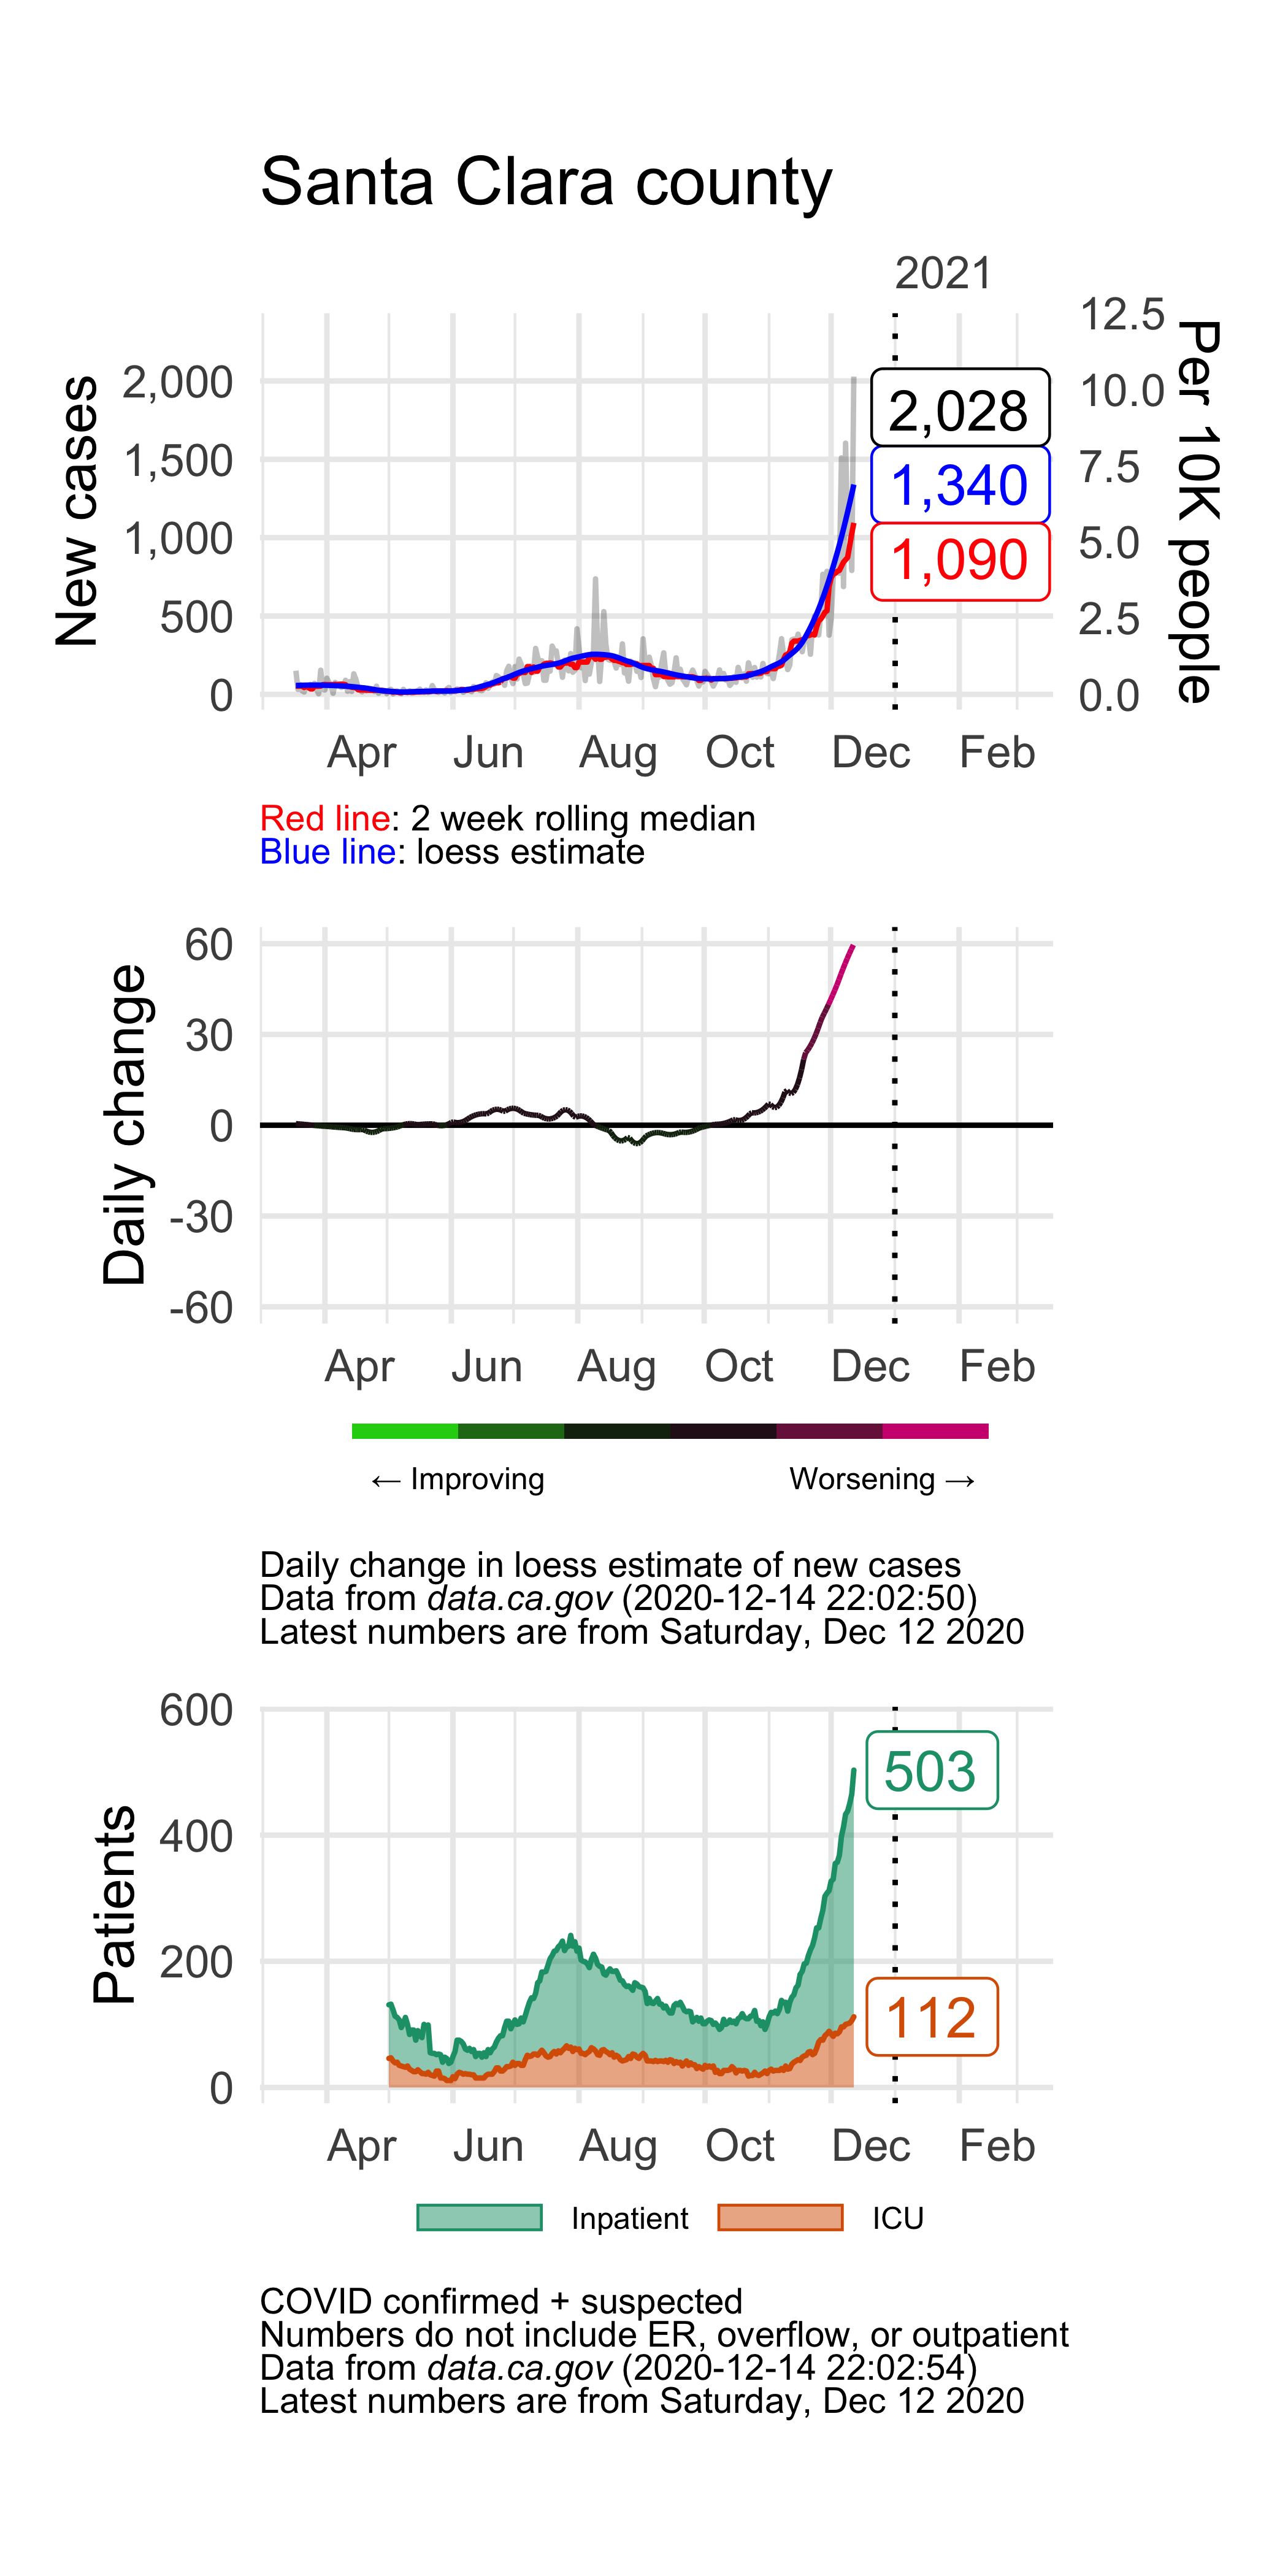 Santa Clara county
2021
New cases
2,000
1,500
1,000
500
0
2,028
1,340
1,090
12.5
10.0
7.5
5.0
2.5
0.0
Per 10K people
Apr Jun Aug Oct Dec Feb
Red line: 2 week rolling median
Blue line: loess estimate
Daily change
60
30
0
-30
-60
Apr Jun Aug Oct Dec Feb
← Improving Worsening →
Daily change in loess estimate of new cases
Data from data.ca.gov (2020-12-14 22:02:50)
Latest numbers are from Saturday, Dec 12 2020
Patients
600
400
200
0
503
112
Apr Jun Aug Oct Dec Feb
Inpatient ICU
COVID confirmed + suspected
Numbers do not include ER, overflow, or outpatient
Data from data.ca.gov (2020-12-14 22:02:54)
Latest numbers are from Saturday, Dec 12 2020